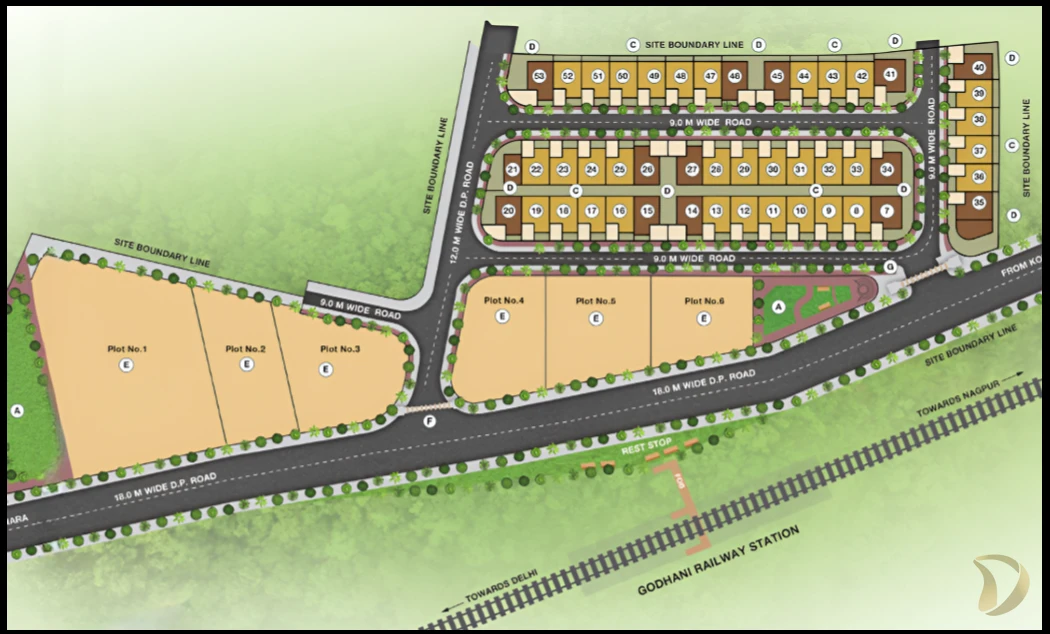 D
C
SITE BOUNDARY LINE
D
C
D
53 52 51 50 49 48 47 46 45 44 43 42 41
40
D
39
38
37
C
36
35
D
SITE BOUNDARY LINE
9.0 M WIDE ROAD
9.0 M WIDE ROAD
21 22 23 24 25 26 27 28 29 30 31 32 33 34
D C D C D
20 19 18 17 16 15 14 13 12 11 10 9 8 7
SITE BOUNDARY LINE
12.0 M WIDE D.P. ROAD
9.0 M WIDE ROAD
G
FROM KO
SITE BOUNDARY LINE
9.0 M WIDE ROAD
Plot No.4
E
Plot No.5
E
Plot No.6
E
A
Plot No.1
E
Plot No.2
E
Plot No.3
E
A
F
18.0 M WIDE D.P. ROAD
SITE BOUNDARY LINE
TOWARDS NAGPUR
REST STOP
FOB
18.0 M WIDE D.P. ROAD
HARA
TOWARDS DELHI
GODHANI RAILWAY STATION